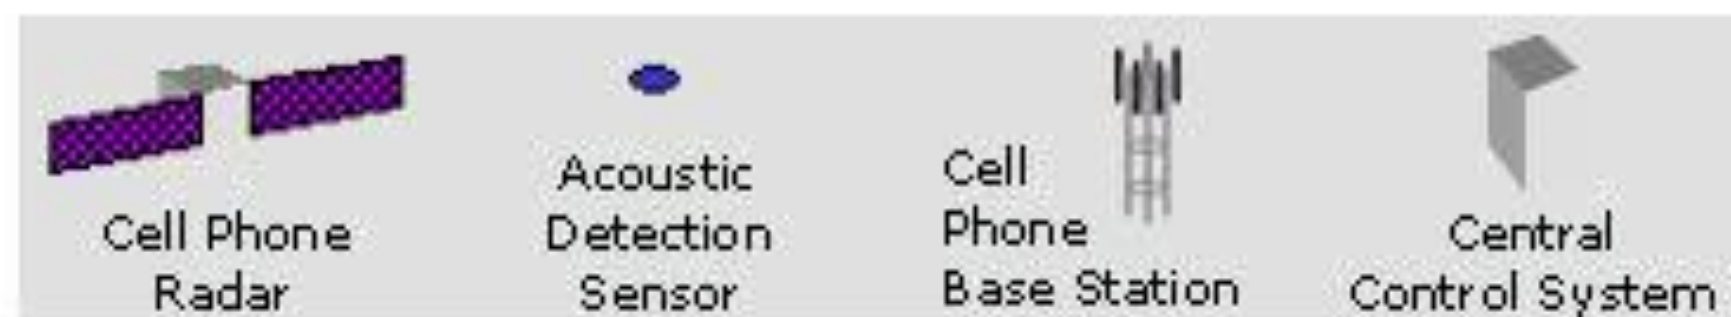 Cell Phone
Radar
Acoustic
Detection
Sensor
Cell
Phone
Base Station
Central
Control System